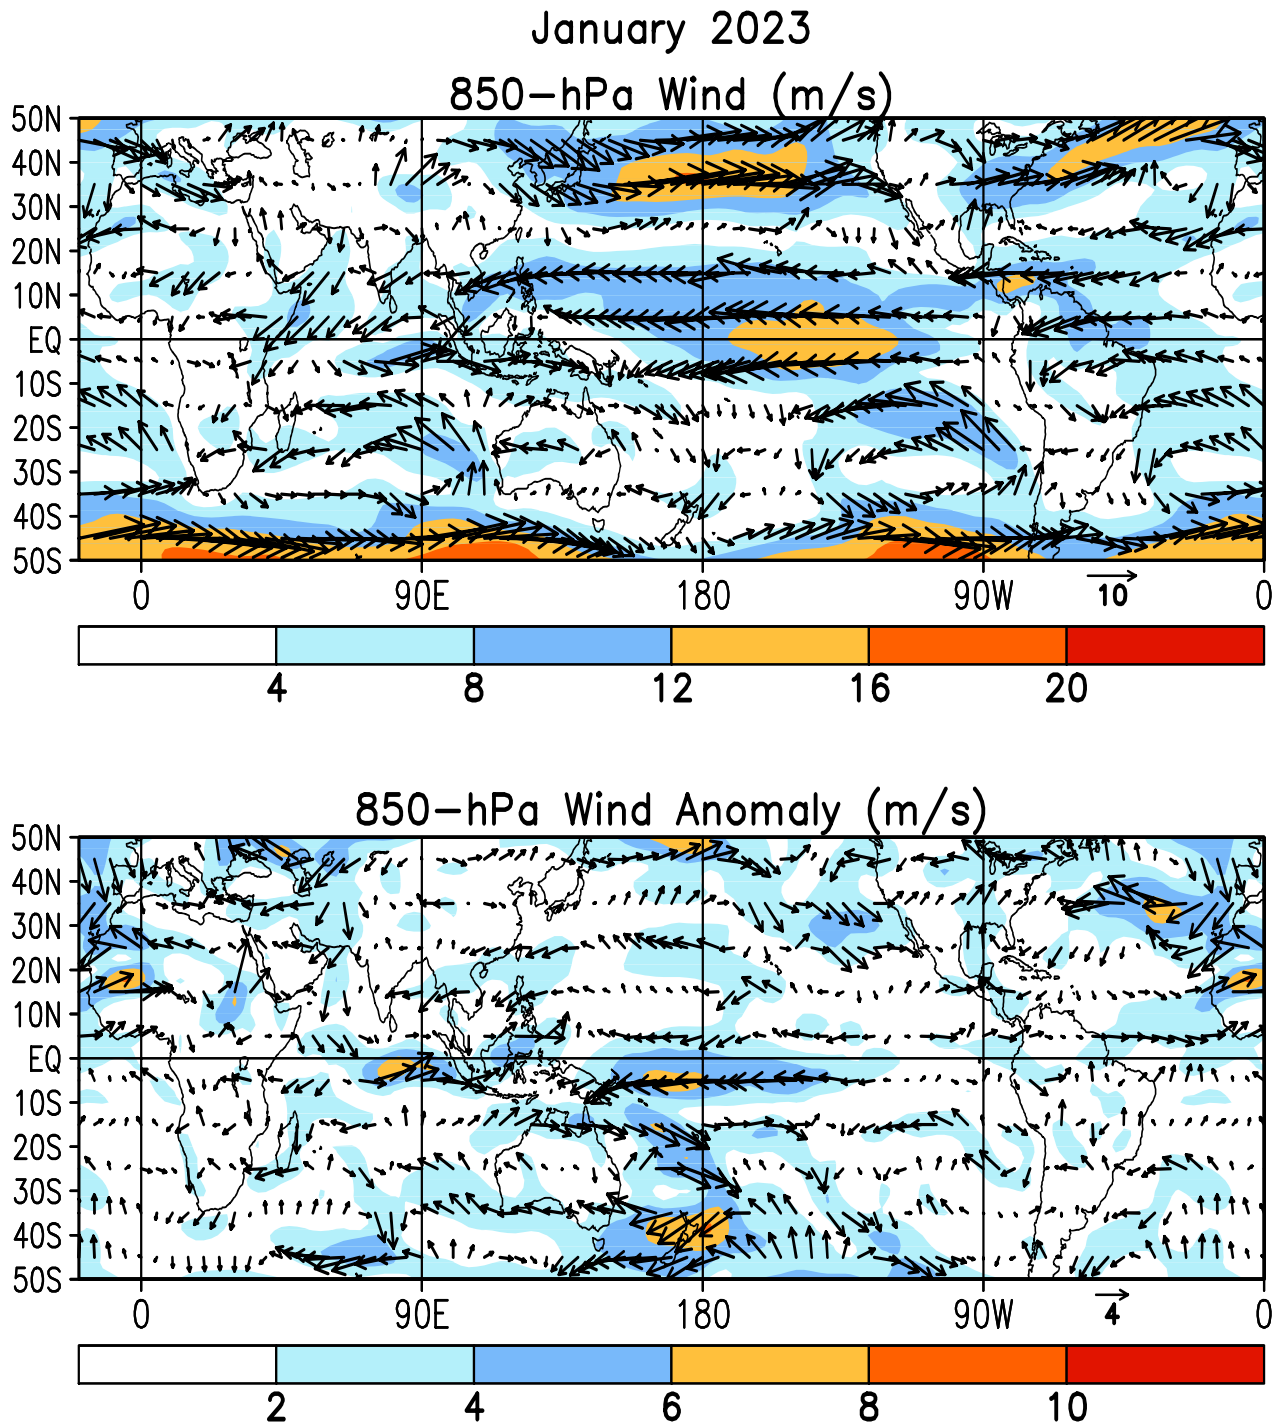 January 2023
850-hPa Wind (m/s)
50N
40N
30N
20N
10N
EQ
10S
20S
30S
40S
50S
0 90E 180 90W 0
10
4 8 12 16 20
850-hPa Wind Anomaly (m/s)
50N
40N
30N
20N
10N
EQ
10S
20S
30S
40S
50S
0 90E 180 90W 0
4
2 4 6 8 10